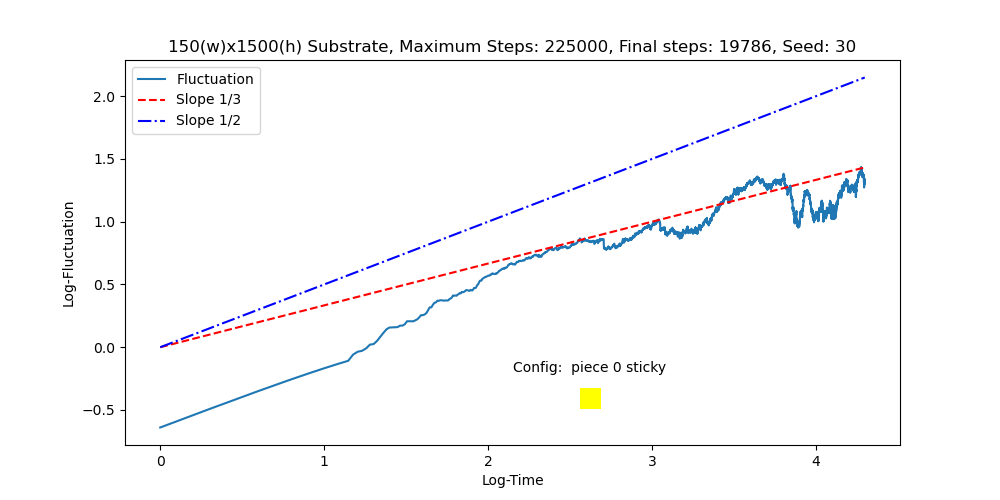 150(w)x1500(h) Substrate, Maximum Steps: 225000, Final steps: 19786, Seed: 30
Fluctuation
Slope 1/3
Slope 1/2
2.0
1.5
1.0
0.5
0.0
−0.5
Log-Fluctuation
Config:  piece 0 sticky
0
1
2
3
4
Log-Time